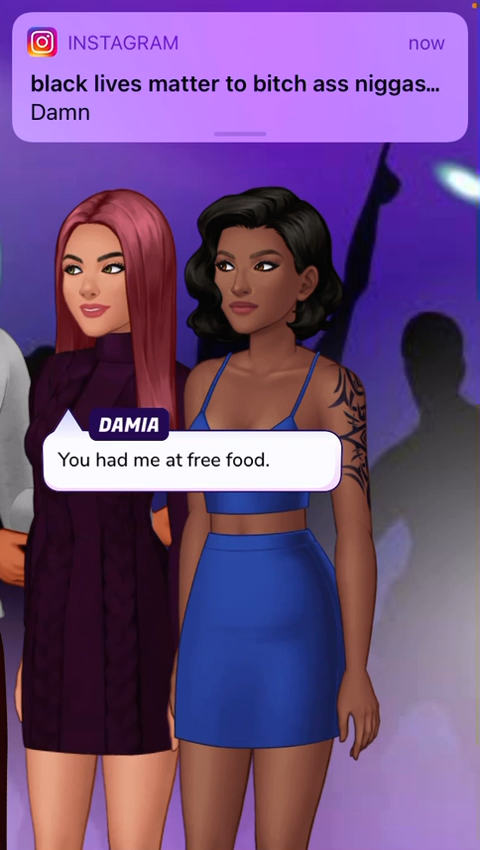 INSTAGRAM now
black lives matter to bitch ass niggas...
Damn
DAMIA
You had me at free food.